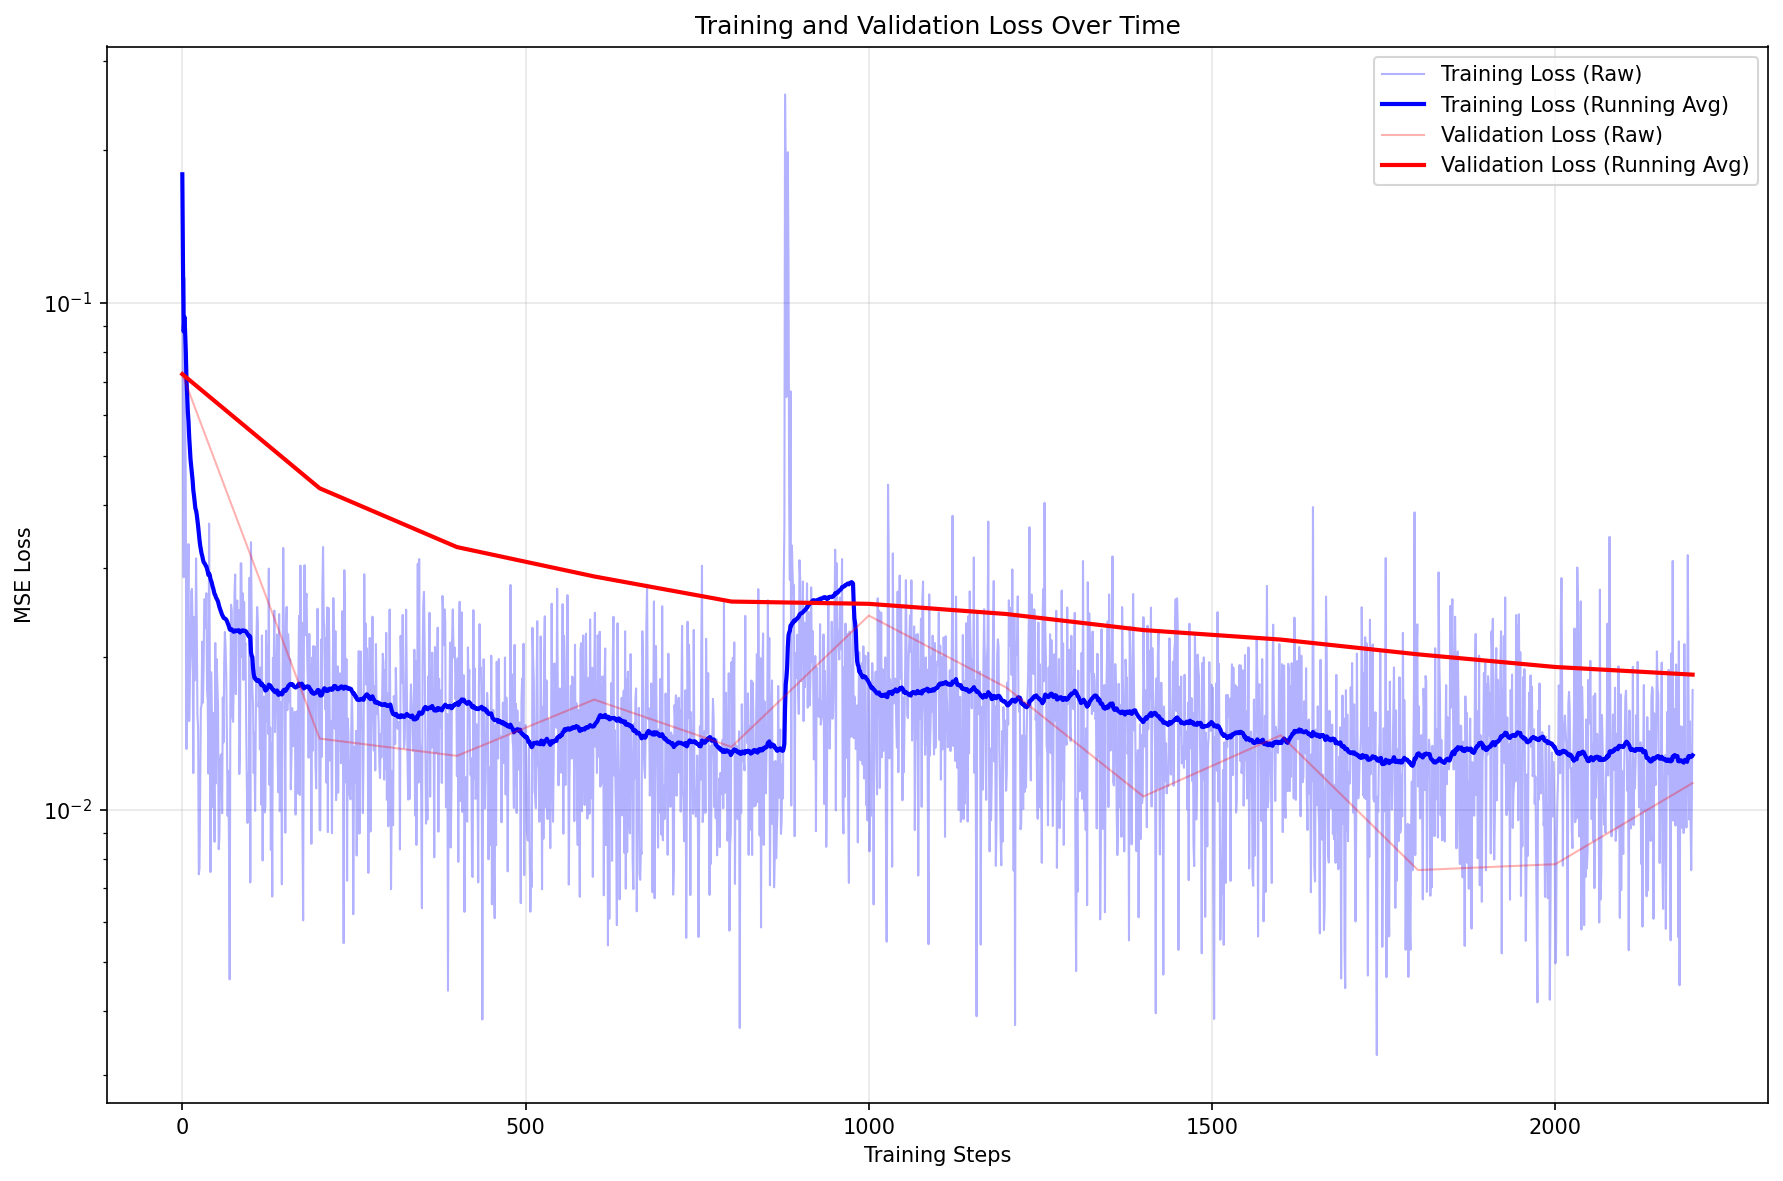 Training and Validation Loss Over Time
Training Loss (Raw)
Training Loss (Running Avg)
Validation Loss (Raw)
Validation Loss (Running Avg)
MSE Loss
10⁻¹
10⁻²
0
500
1000
1500
2000
Training Steps